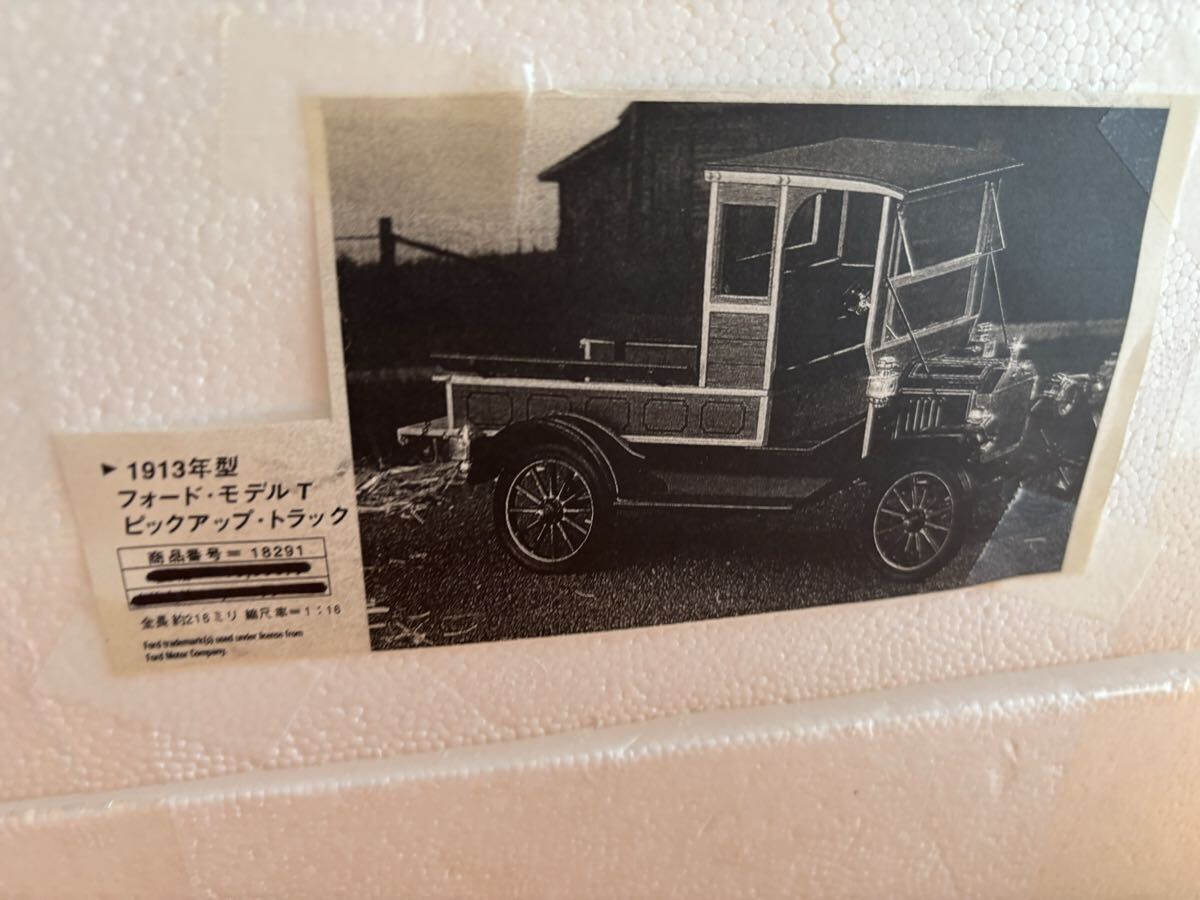 ▶ 1913年型
フォード・モデルT
ピックアップ・トラック
商品番号＝18291
全長約216ミリ 縮尺率＝1：16
Ford trademark(s) used under license from
Ford Motor Company.